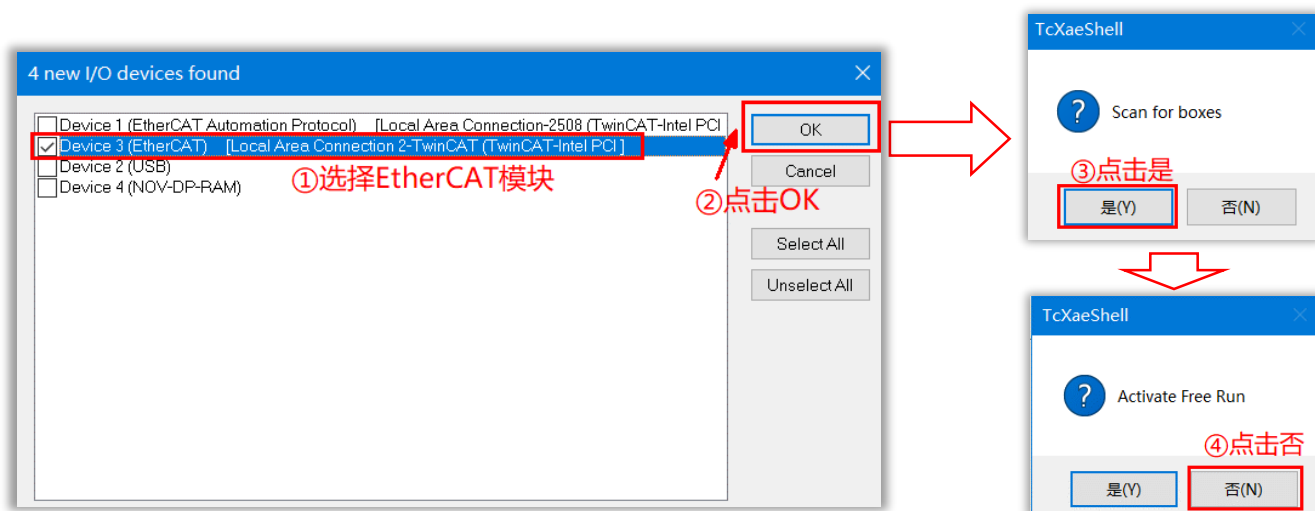 4 new I/O devices found
Device 1 (EtherCAT Automation Protocol) [Local Area Connection-2508 (TwinCAT-Intel PCI
Device 3 (EtherCAT) [Local Area Connection 2-TwinCAT (TwinCAT-Intel PCI ]
Device 2 (USB)
Device 4 (NOV-DP-RAM)
①选择EtherCAT模块
OK
Cancel
②点击OK
Select All
Unselect All
TcXaeShell
Scan for boxes
③点击是
是(Y)
否(N)
TcXaeShell
Activate Free Run
④点击否
是(Y)
否(N)